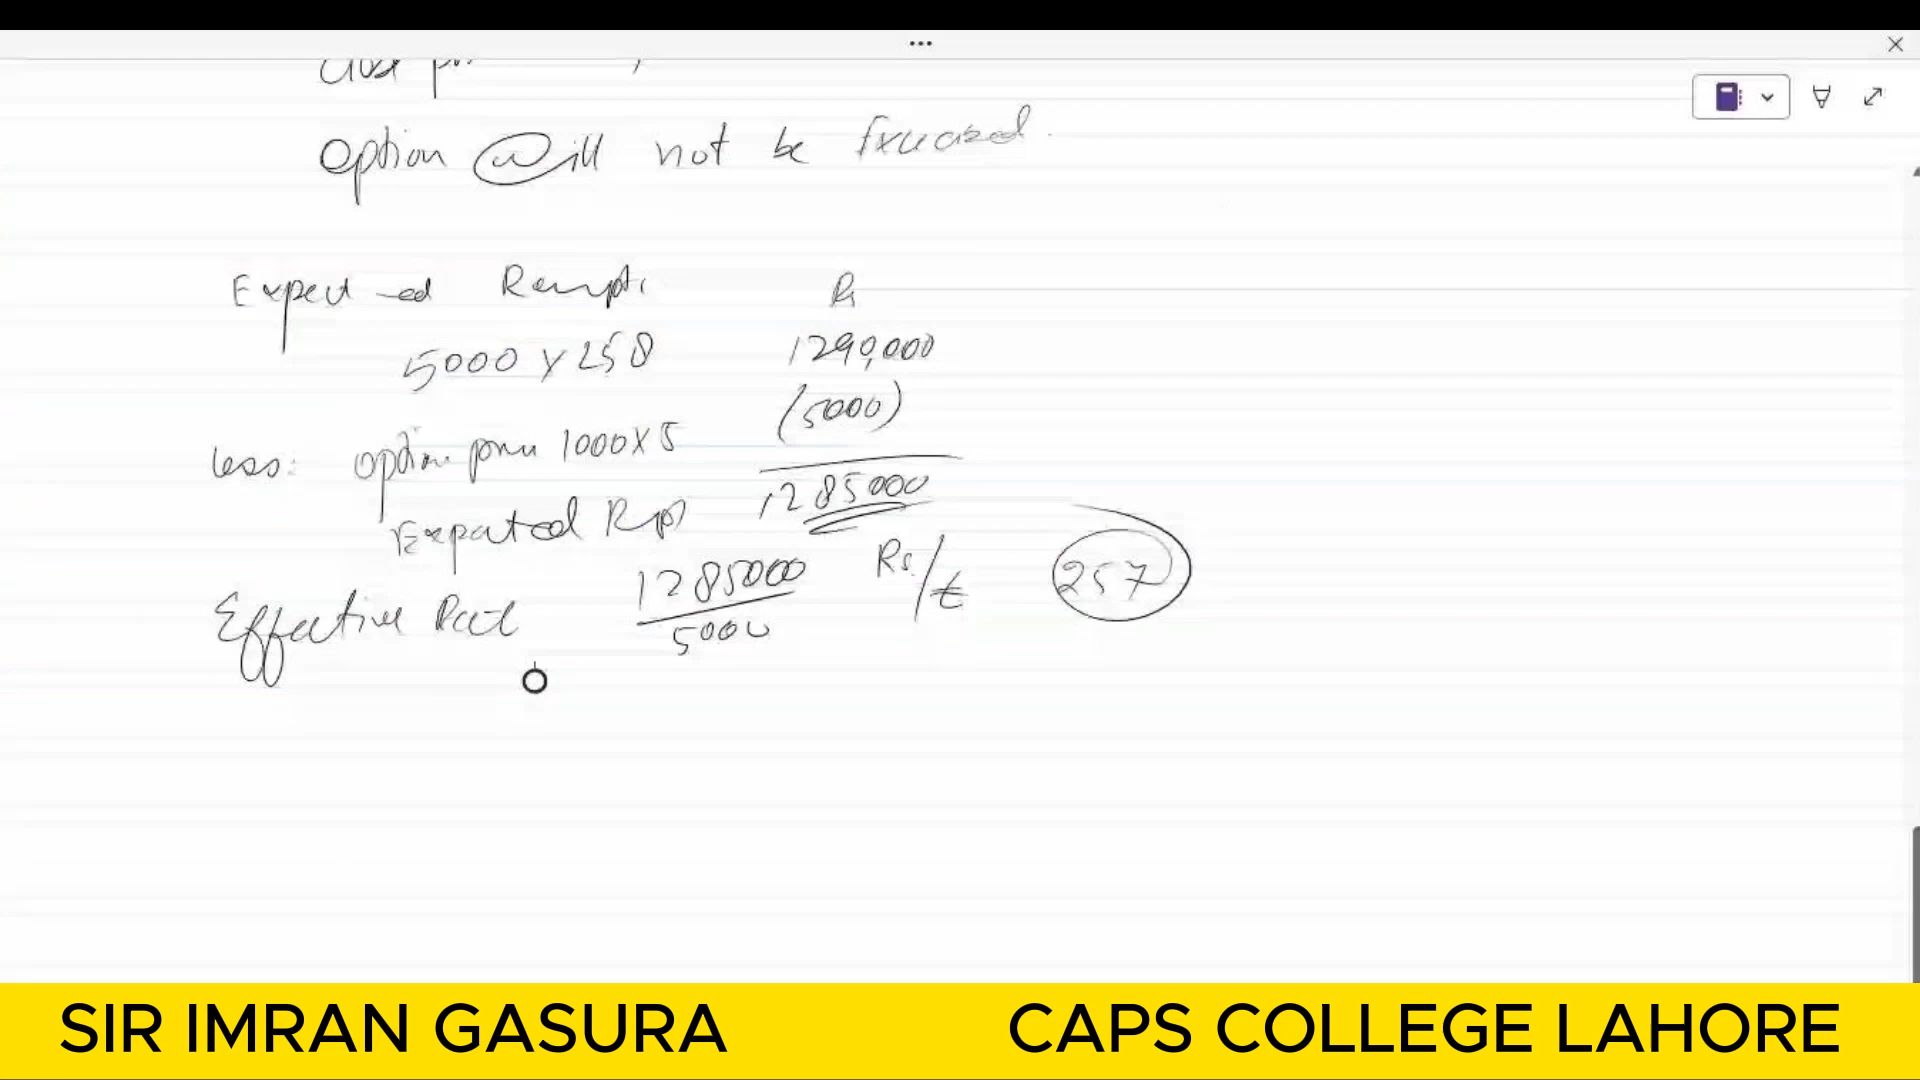 Option will not be Exercised.
Expected Receipts Rs
5000 x 258 1290,000
(5000)
less: option prem 1000 x 5
Expected Rpt 1285000
Effective Rate 1285000 / 5000 Rs./£ 257
SIR IMRAN GASURA CAPS COLLEGE LAHORE